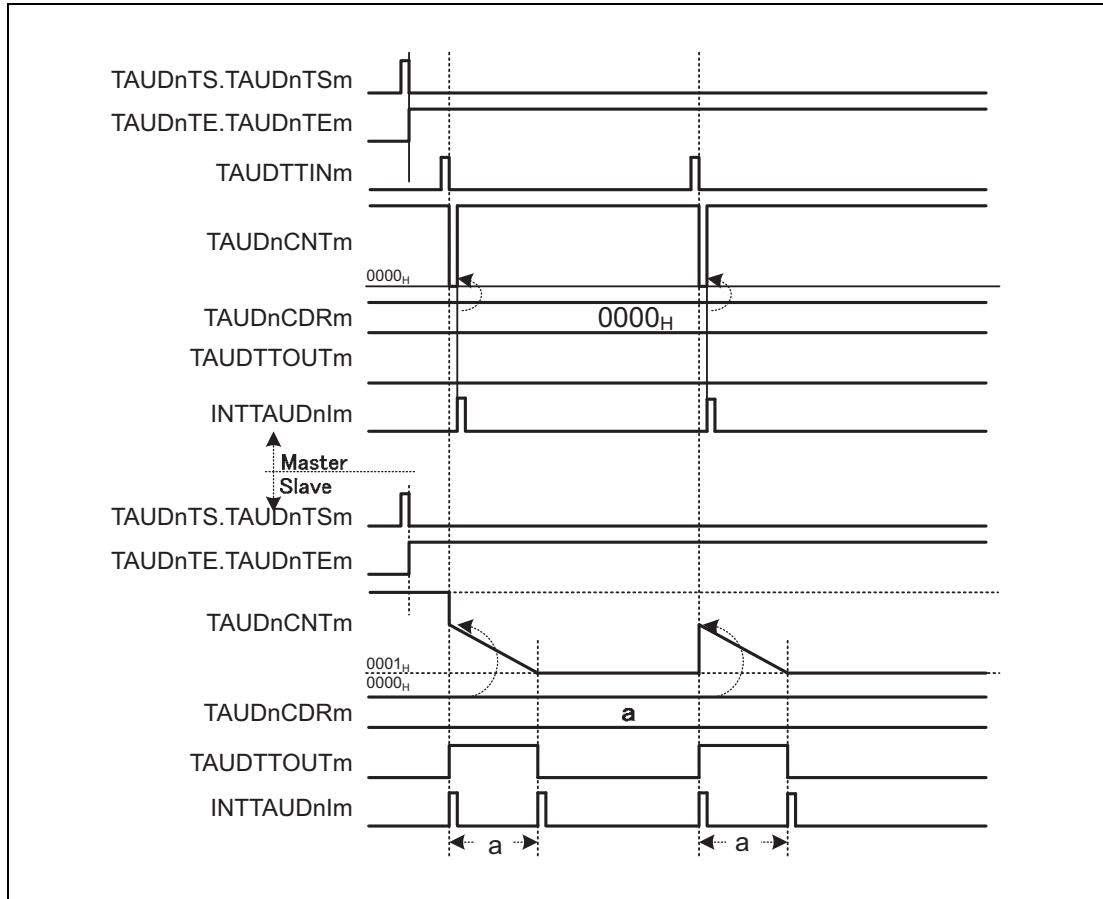 TAUDnTS.TAUDnTSm
TAUDnTE.TAUDnTEm
TAUDTTINm
TAUDnCNTm
0000H
TAUDnCDRm
0000H
TAUDTTOUTm
INTTAUDnIm
Master
Slave
TAUDnTS.TAUDnTSm
TAUDnTE.TAUDnTEm
TAUDnCNTm
0001H
0000H
TAUDnCDRm
a
TAUDTTOUTm
INTTAUDnIm
a
a